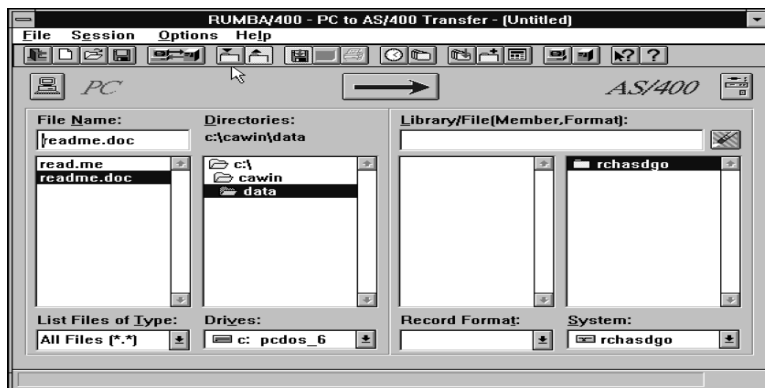 RUMBA/400 - PC to AS/400 Transfer - (Untitled)
File Session Options Help
PC
AS/400
File Name:
readme.doc
read.me
readme.doc
Directories:
c:\cawin\data
c:\
cawin
data
Library/File(Member,Format):
rchasdgo
List Files of Type:
All Files (*.*)
Drives:
c: pcdos_6
Record Format:
System:
rchasdgo